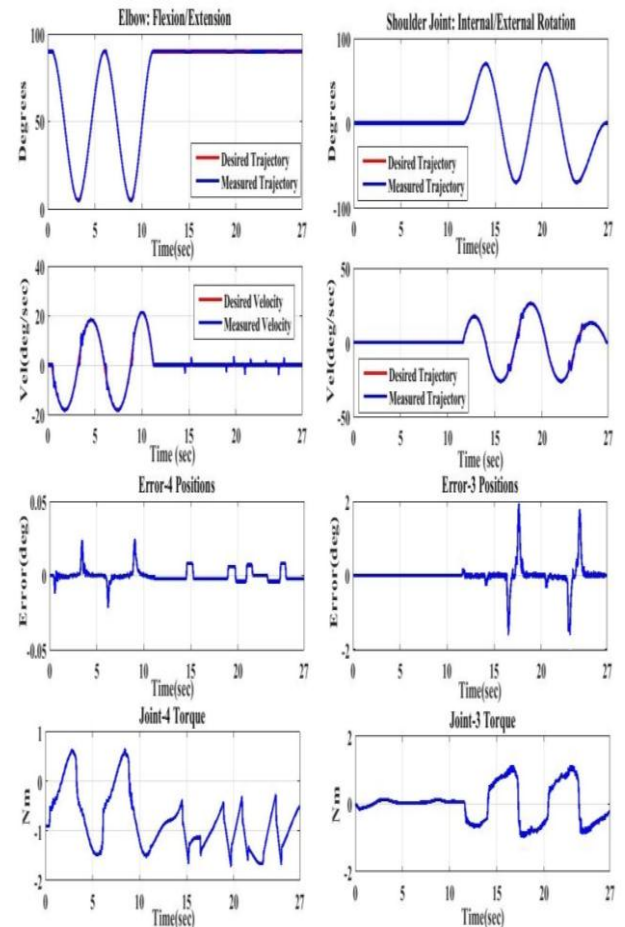 Elbow: Flexion/Extension
100
50
0
Degrees
Desired Trajectory
Measured Trajectory
0 5 10 15 20 27
Time(sec)
Shoulder Joint: Internal/External Rotation
100
0
-100
Degrees
Desired Trajectory
Measured Trajectory
0 5 10 15 20 27
Time(sec)
40
20
0
-20
Vel(deg/sec)
Desired Velocity
Measured Velocity
0 5 10 15 20 27
Time (sec)
50
0
-50
Vel(deg/sec)
Desired Trajectory
Measured Trajectory
0 5 10 15 20 27
Time (sec)
Error-4 Positions
0.05
0
-0.05
Error(deg)
0 5 10 15 20 27
Time(sec)
Error-3 Positions
2
0
-2
Error(deg)
0 5 10 15 20 27
Time(sec)
Joint-4 Torque
1
0
-1
-2
Nm
0 5 10 15 20 27
Time(sec)
Joint-3 Torque
2
0
-2
Nm
0 5 10 15 20 27
Time(sec)